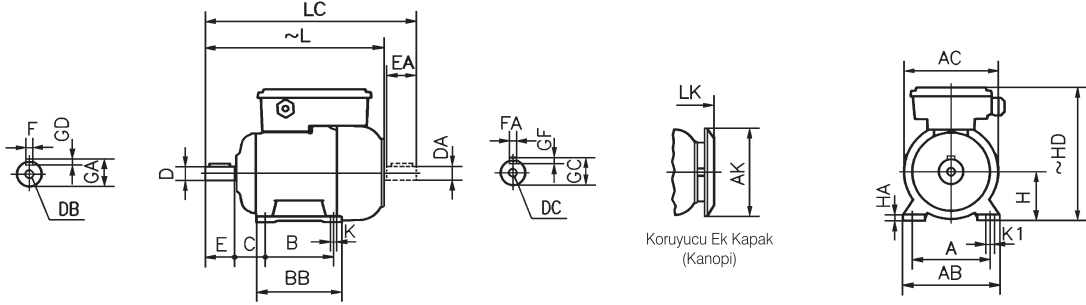 LC
~L
EA
F
GD
GA
DB
D
E
C
B
K
BB
DA
FA
GF
GC
DC
LK
AK
Koruyucu Ek Kapak
(Kanopi)
AC
~HD
H
HA
K1
A
AB